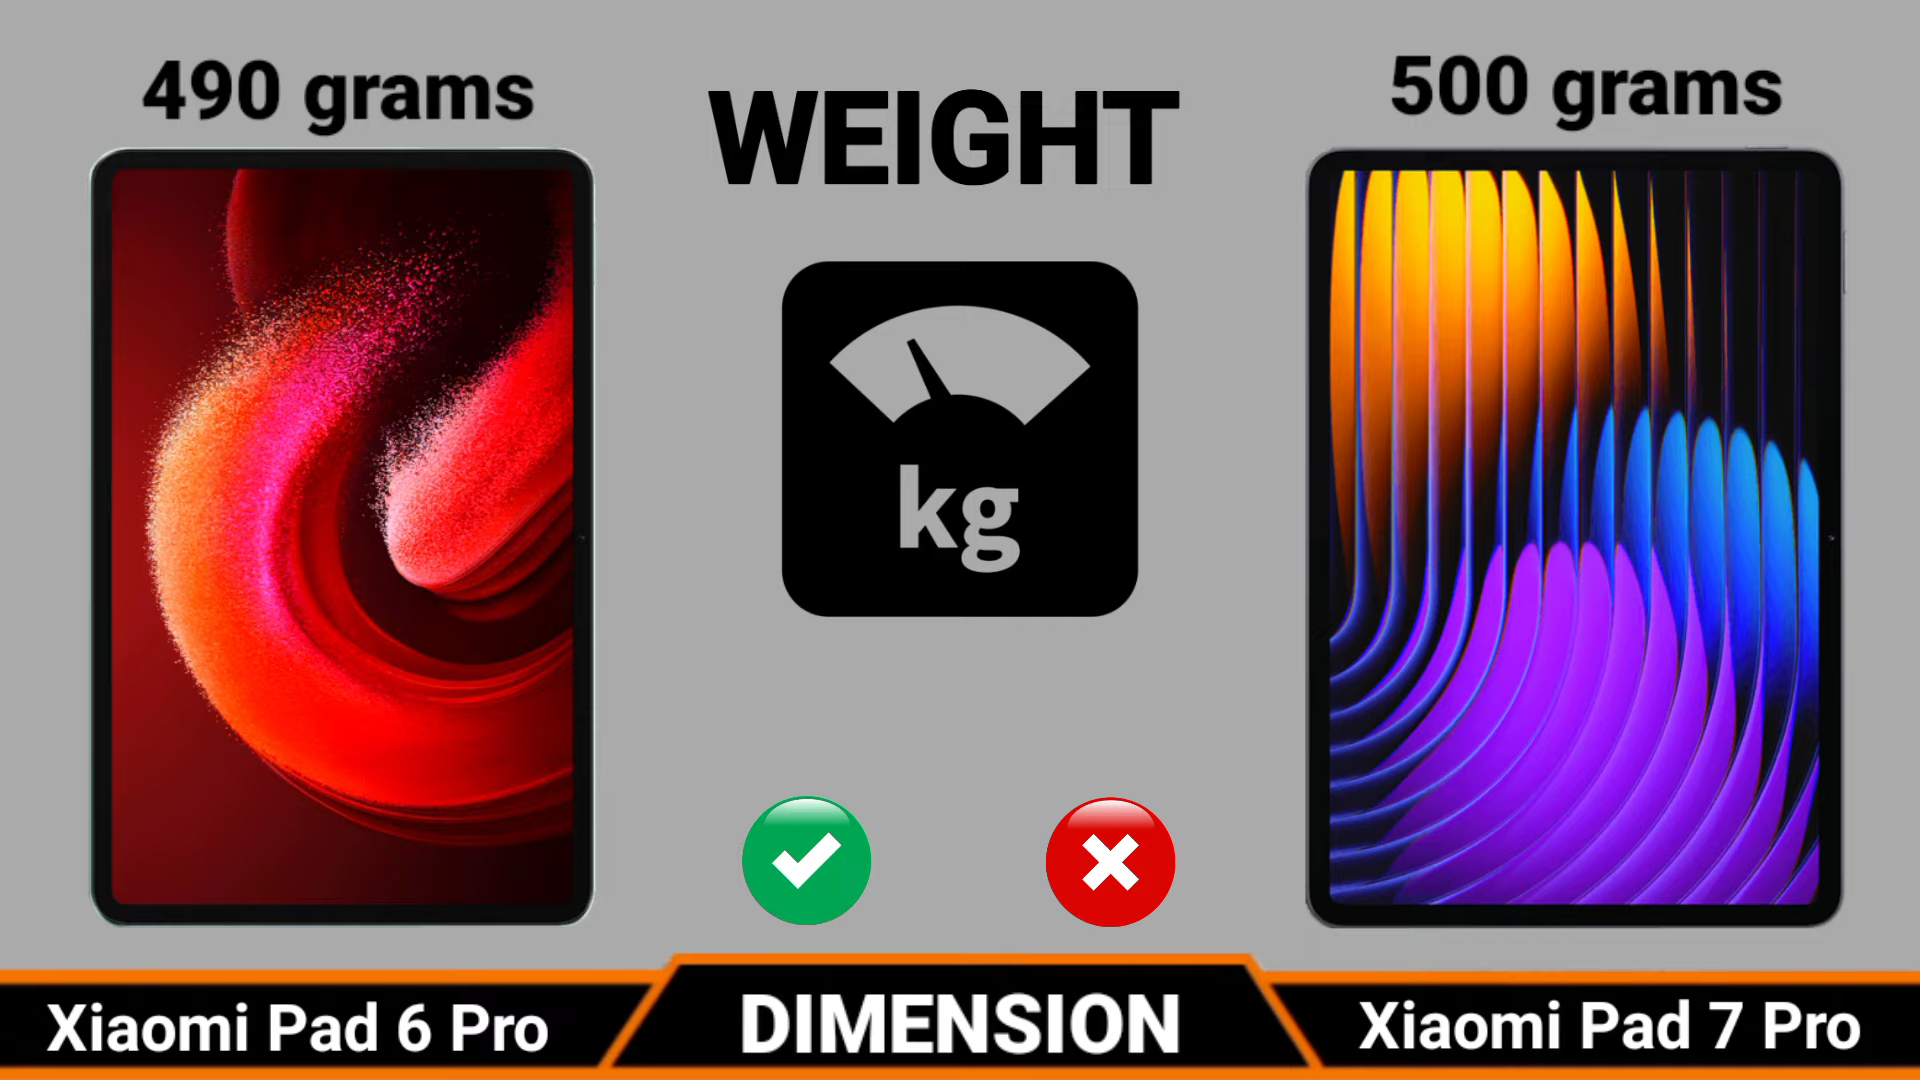 490 grams
WEIGHT
500 grams
kg
Xiaomi Pad 6 Pro
DIMENSION
Xiaomi Pad 7 Pro